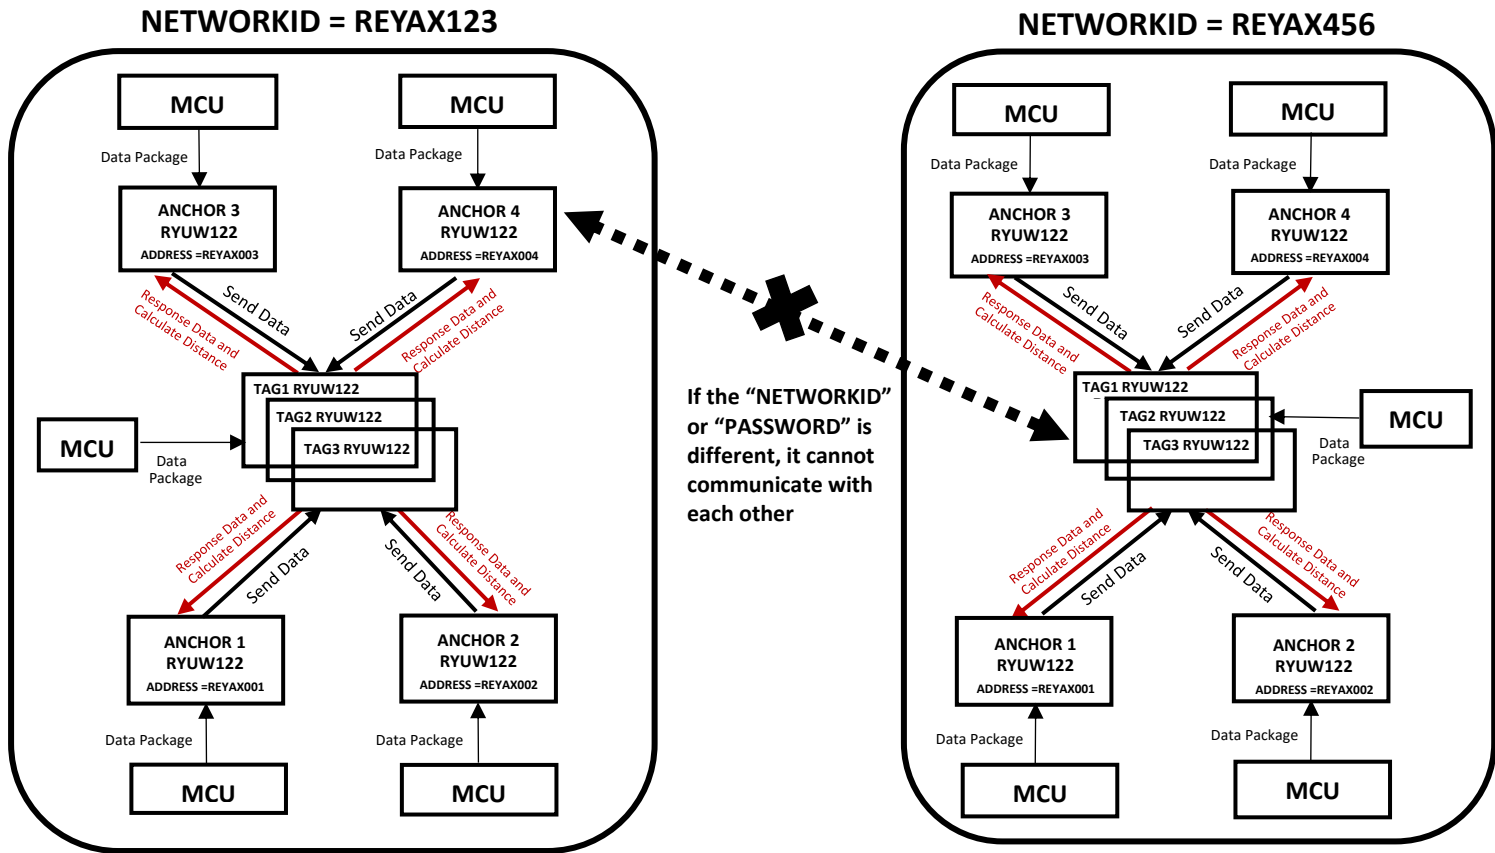 NETWORKID = REYAX123
MCU
MCU
Data Package
Data Package
ANCHOR 3
RYUW122
ADDRESS =REYAX003
ANCHOR 4
RYUW122
ADDRESS =REYAX004
Send Data
Response Data and
Calculate Distance
Send Data
Response Data and
Calculate Distance
TAG1 RYUW122
TAG2 RYUW122
TAG3 RYUW122
MCU
Data
Package
Response Data and
Calculate Distance
Send Data
Response Data and
Calculate Distance
Send Data
ANCHOR 1
RYUW122
ADDRESS =REYAX001
ANCHOR 2
RYUW122
ADDRESS =REYAX002
Data Package
Data Package
MCU
MCU
If the “NETWORKID”
or “PASSWORD” is
different, it cannot
communicate with
each other
NETWORKID = REYAX456
MCU
MCU
Data Package
Data Package
ANCHOR 3
RYUW122
ADDRESS =REYAX003
ANCHOR 4
RYUW122
ADDRESS =REYAX004
Send Data
Response Data and
Calculate Distance
Send Data
Response Data and
Calculate Distance
TAG1 RYUW122
TAG2 RYUW122
TAG3 RYUW122
MCU
Data
Package
Response Data and
Calculate Distance
Send Data
Response Data and
Calculate Distance
Send Data
ANCHOR 1
RYUW122
ADDRESS =REYAX001
ANCHOR 2
RYUW122
ADDRESS =REYAX002
Data Package
Data Package
MCU
MCU